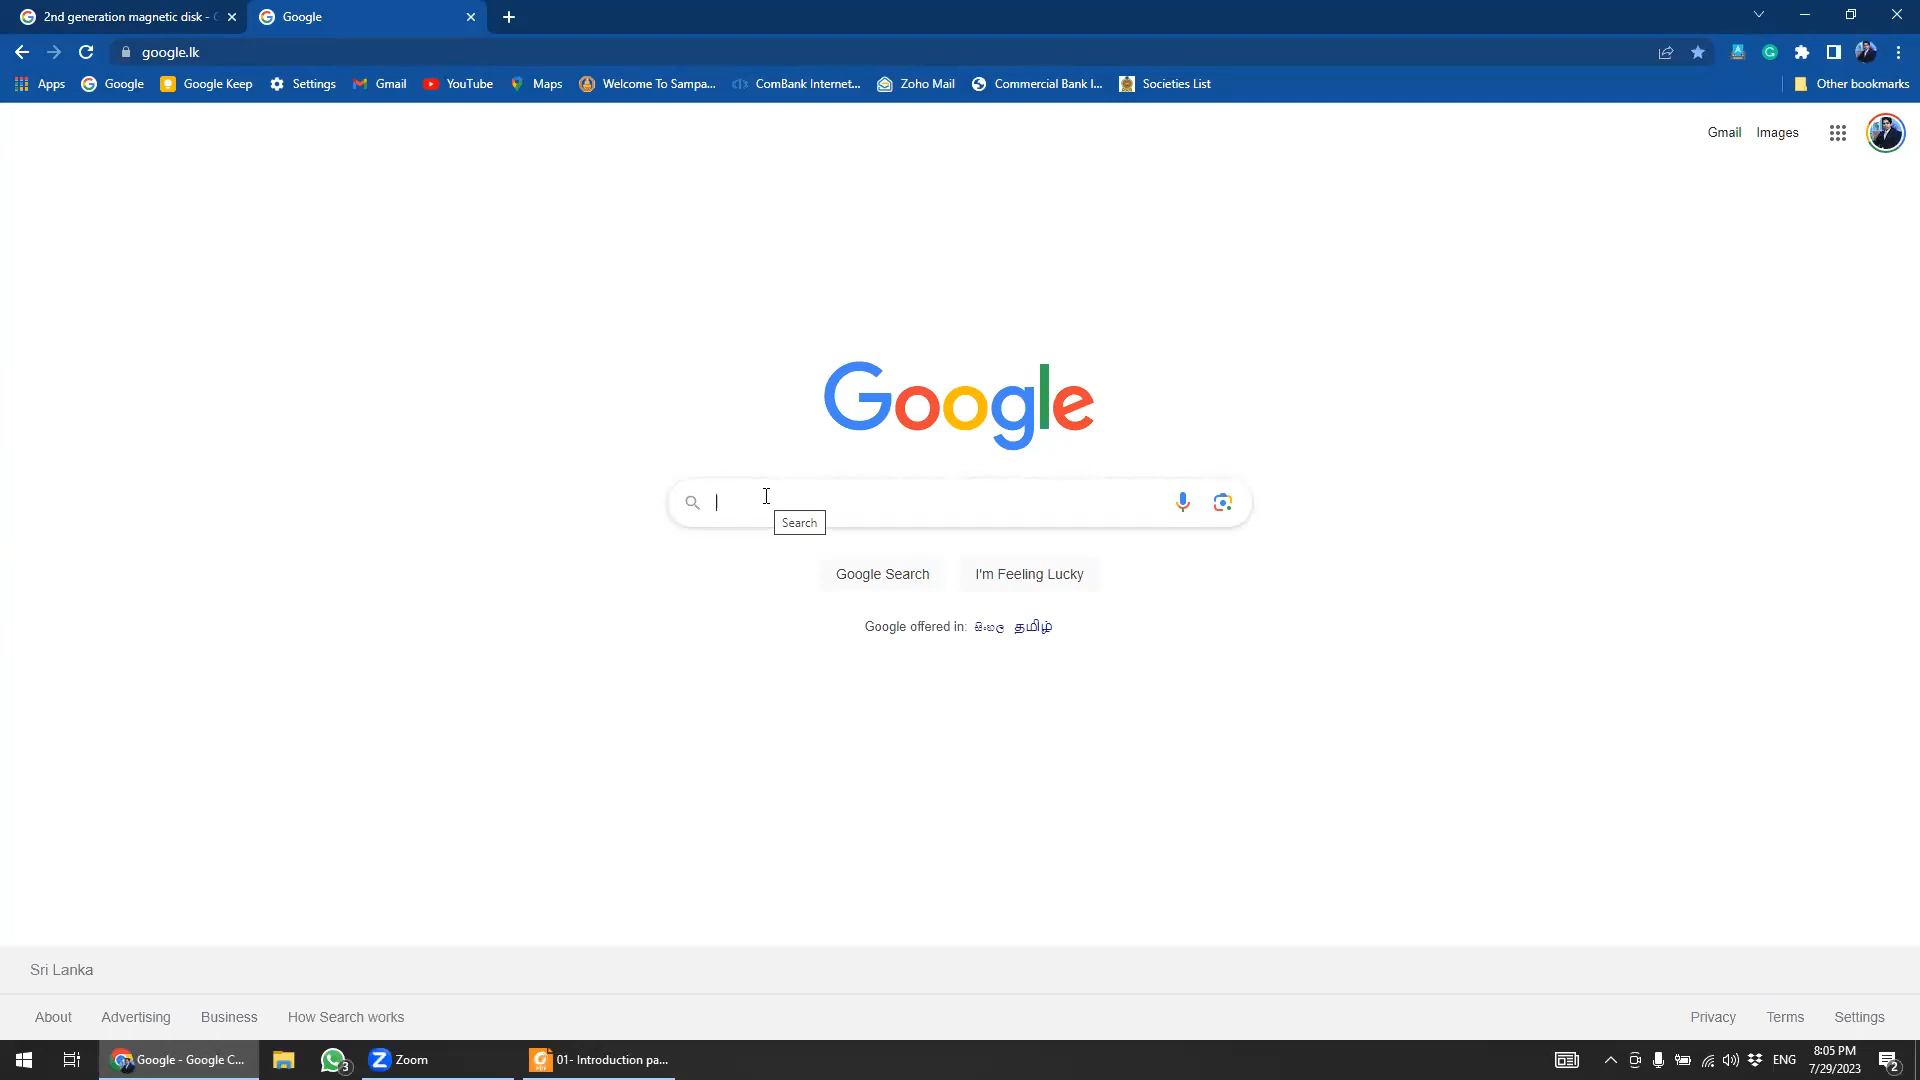 2nd generation magnetic disk -
Google
google.lk
Apps
Google
Google Keep
Settings
Gmail
YouTube
Maps
Welcome To Sampa...
ComBank Internet...
Zoho Mail
Commercial Bank I...
Societies List
Other bookmarks
Gmail
Images
Google
Search
Google Search
I'm Feeling Lucky
Google offered in: සිංහල தமிழ்
Sri Lanka
About
Advertising
Business
How Search works
Privacy
Terms
Settings
Google - Google C...
3
Zoom
01- Introduction pa...
ENG
8:05 PM
7/29/2023
2